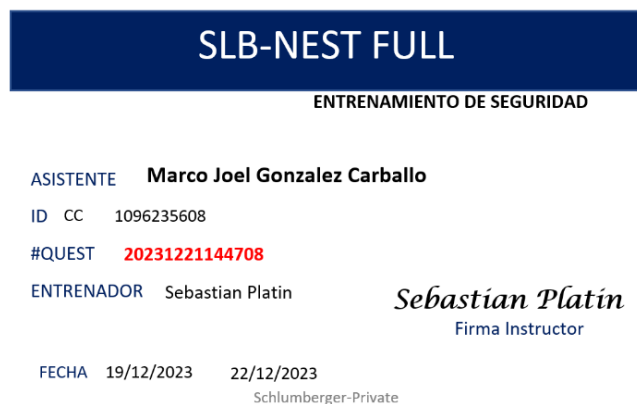 SLB-NEST FULL
ENTRENAMIENTO DE SEGURIDAD
ASISTENTE Marco Joel Gonzalez Carballo
ID CC 1096235608
#QUEST 20231221144708
ENTRENADOR Sebastian Platin
Sebastian Platin
Firma Instructor
FECHA 19/12/2023 22/12/2023
Schlumberger-Private